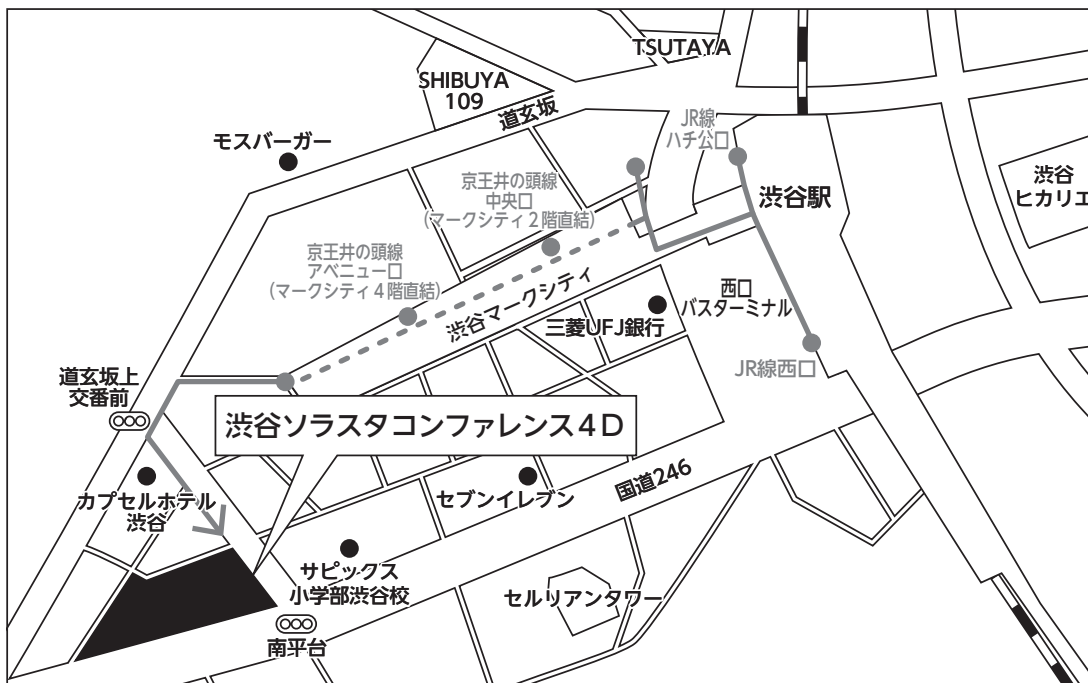 TSUTAYA
SHIBUYA
109
道玄坂
JR線
ハチ公口
モスバーガー
渋谷
ヒカリエ
京王井の頭線
中央口
(マークシティ2階直結)
渋谷駅
京王井の頭線
アベニュー口
(マークシティ4階直結)
渋谷マークシティ
西口
バスターミナル
三菱UFJ銀行
JR線西口
道玄坂上
交番前
渋谷ソラスタコンファレンス4D
カプセルホテル
渋谷
セブンイレブン
国道246
サピックス
小学部渋谷校
セルリアンタワー
南平台